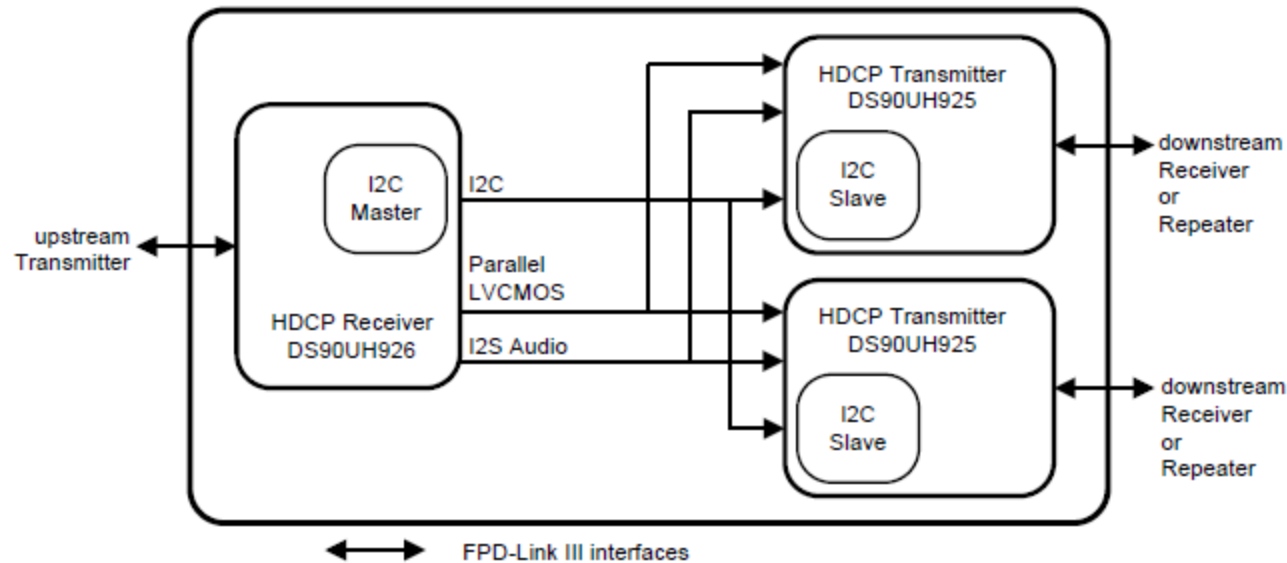 upstream
Transmitter
I2C
Master
HDCP Receiver
DS90UH926
I2C
Parallel
LVCMOS
I2S Audio
HDCP Transmitter
DS90UH925
I2C
Slave
downstream
Receiver
or
Repeater
HDCP Transmitter
DS90UH925
I2C
Slave
downstream
Receiver
or
Repeater
FPD-Link III interfaces